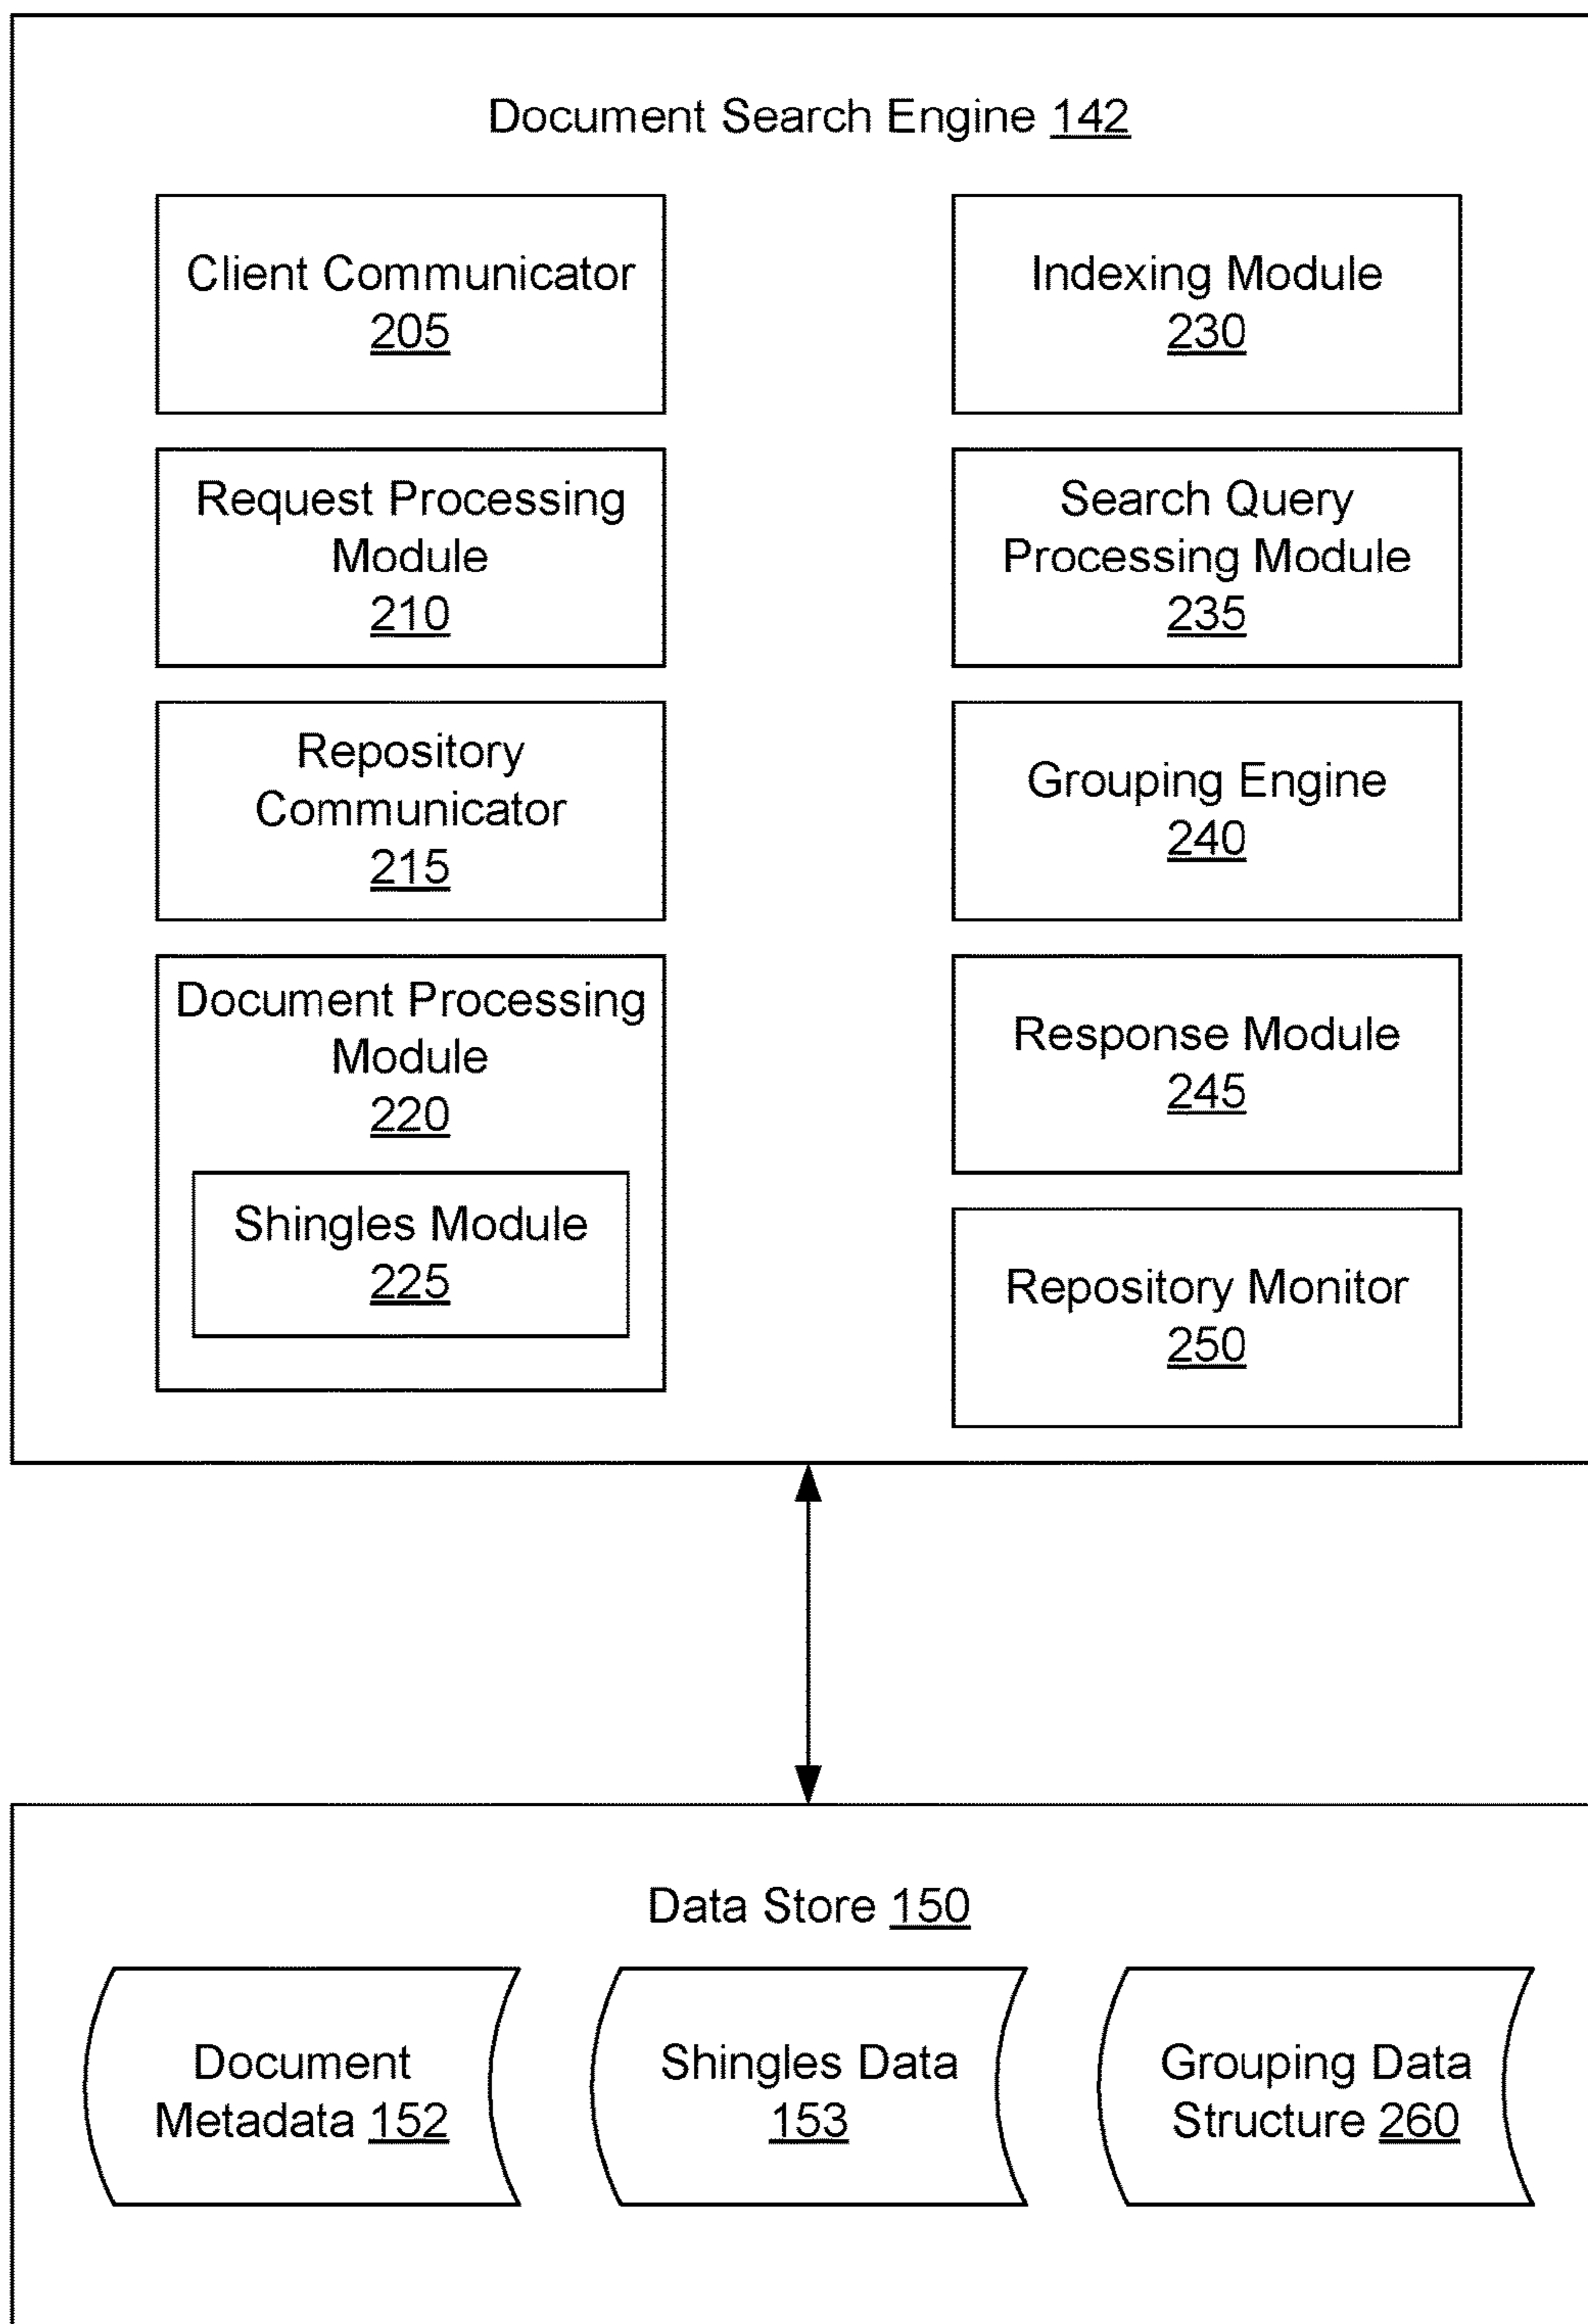 Document Search Engine 142
Client Communicator
205
Request Processing
Module
210
Repository
Communicator
215
Document Processing
Module
220
Shingles Module
225
Indexing Module
230
Search Query
Processing Module
235
Grouping Engine
240
Response Module
245
Repository Monitor
250
Data Store 150
Document
Metadata 152
Shingles Data
153
Grouping Data
Structure 260